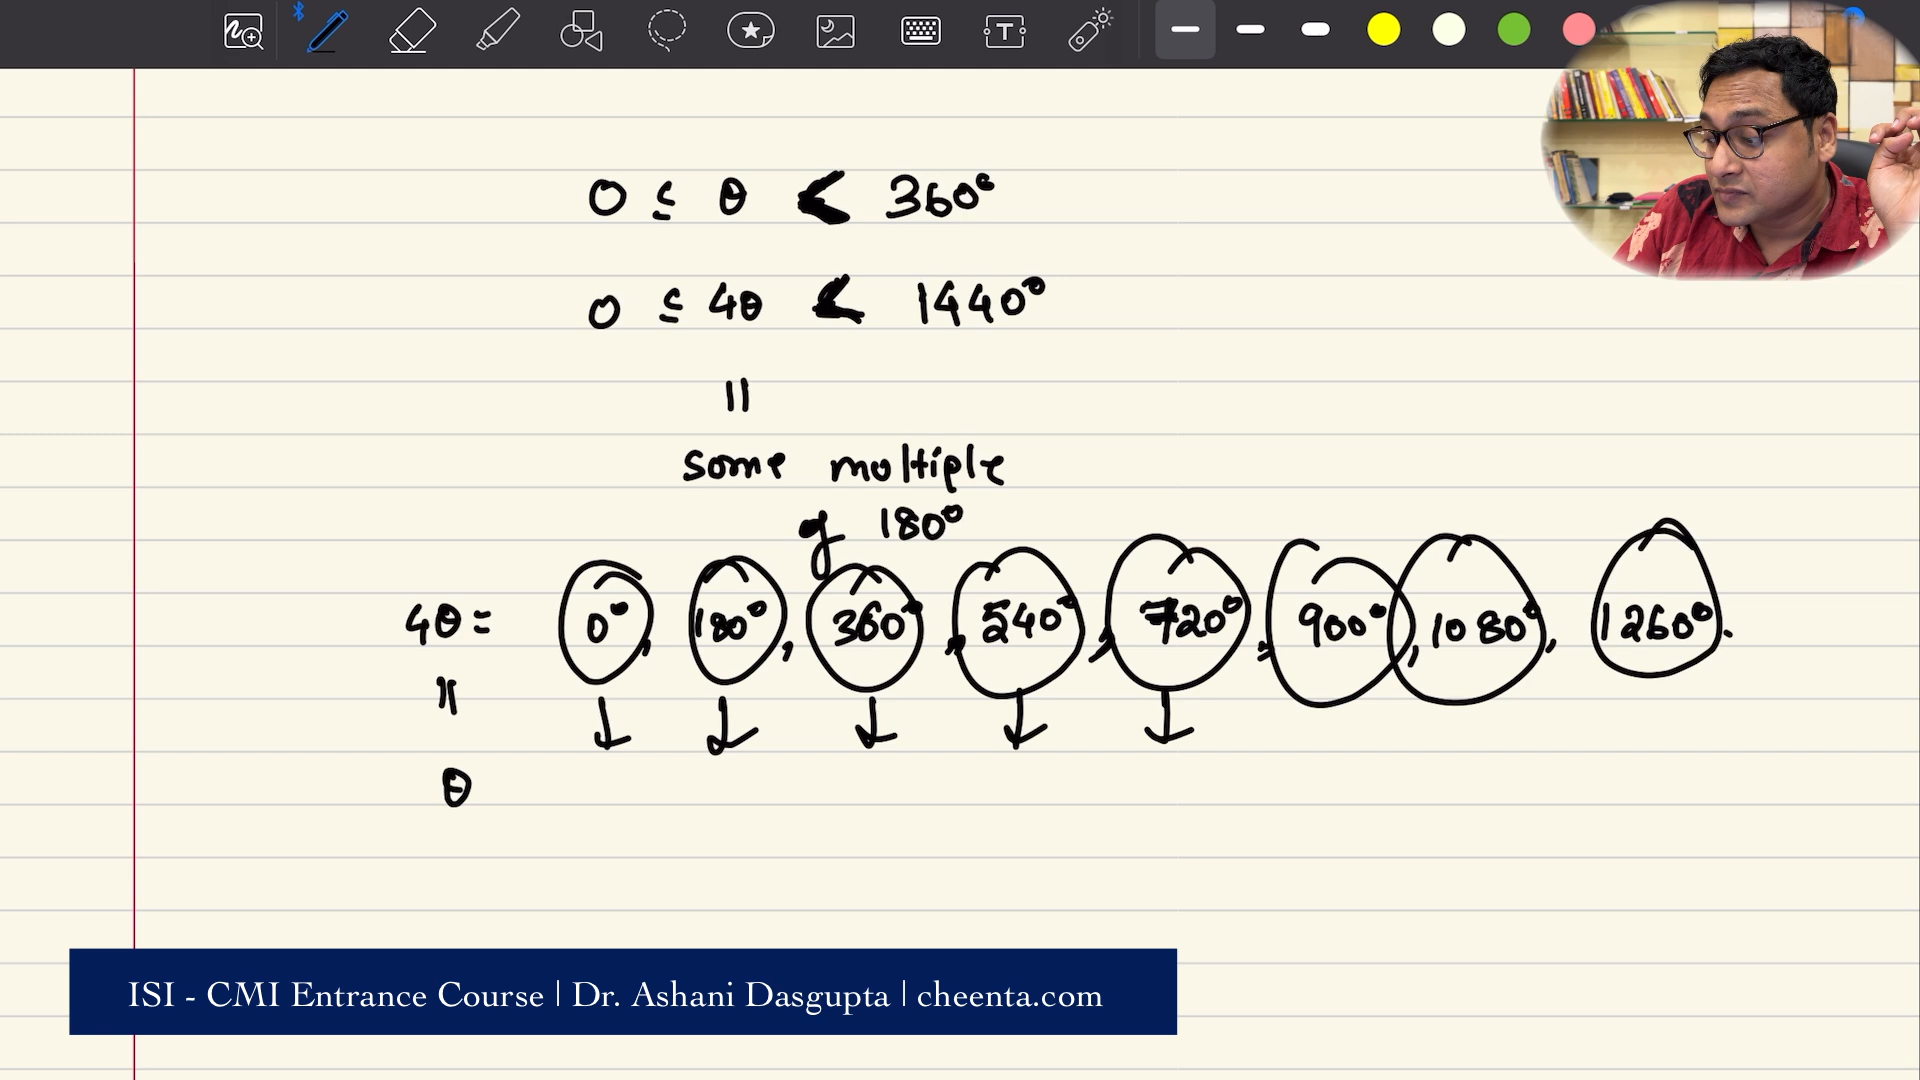 0 ≤ θ < 360°
0 ≤ 4θ < 1440°
||
some multiple
of 180°
4θ = 0°, 180°, 360°, 540°, 720°, 900°, 1080°, 1260°.
||
θ
T
ISI - CMI Entrance Course | Dr. Ashani Dasgupta | cheenta.com